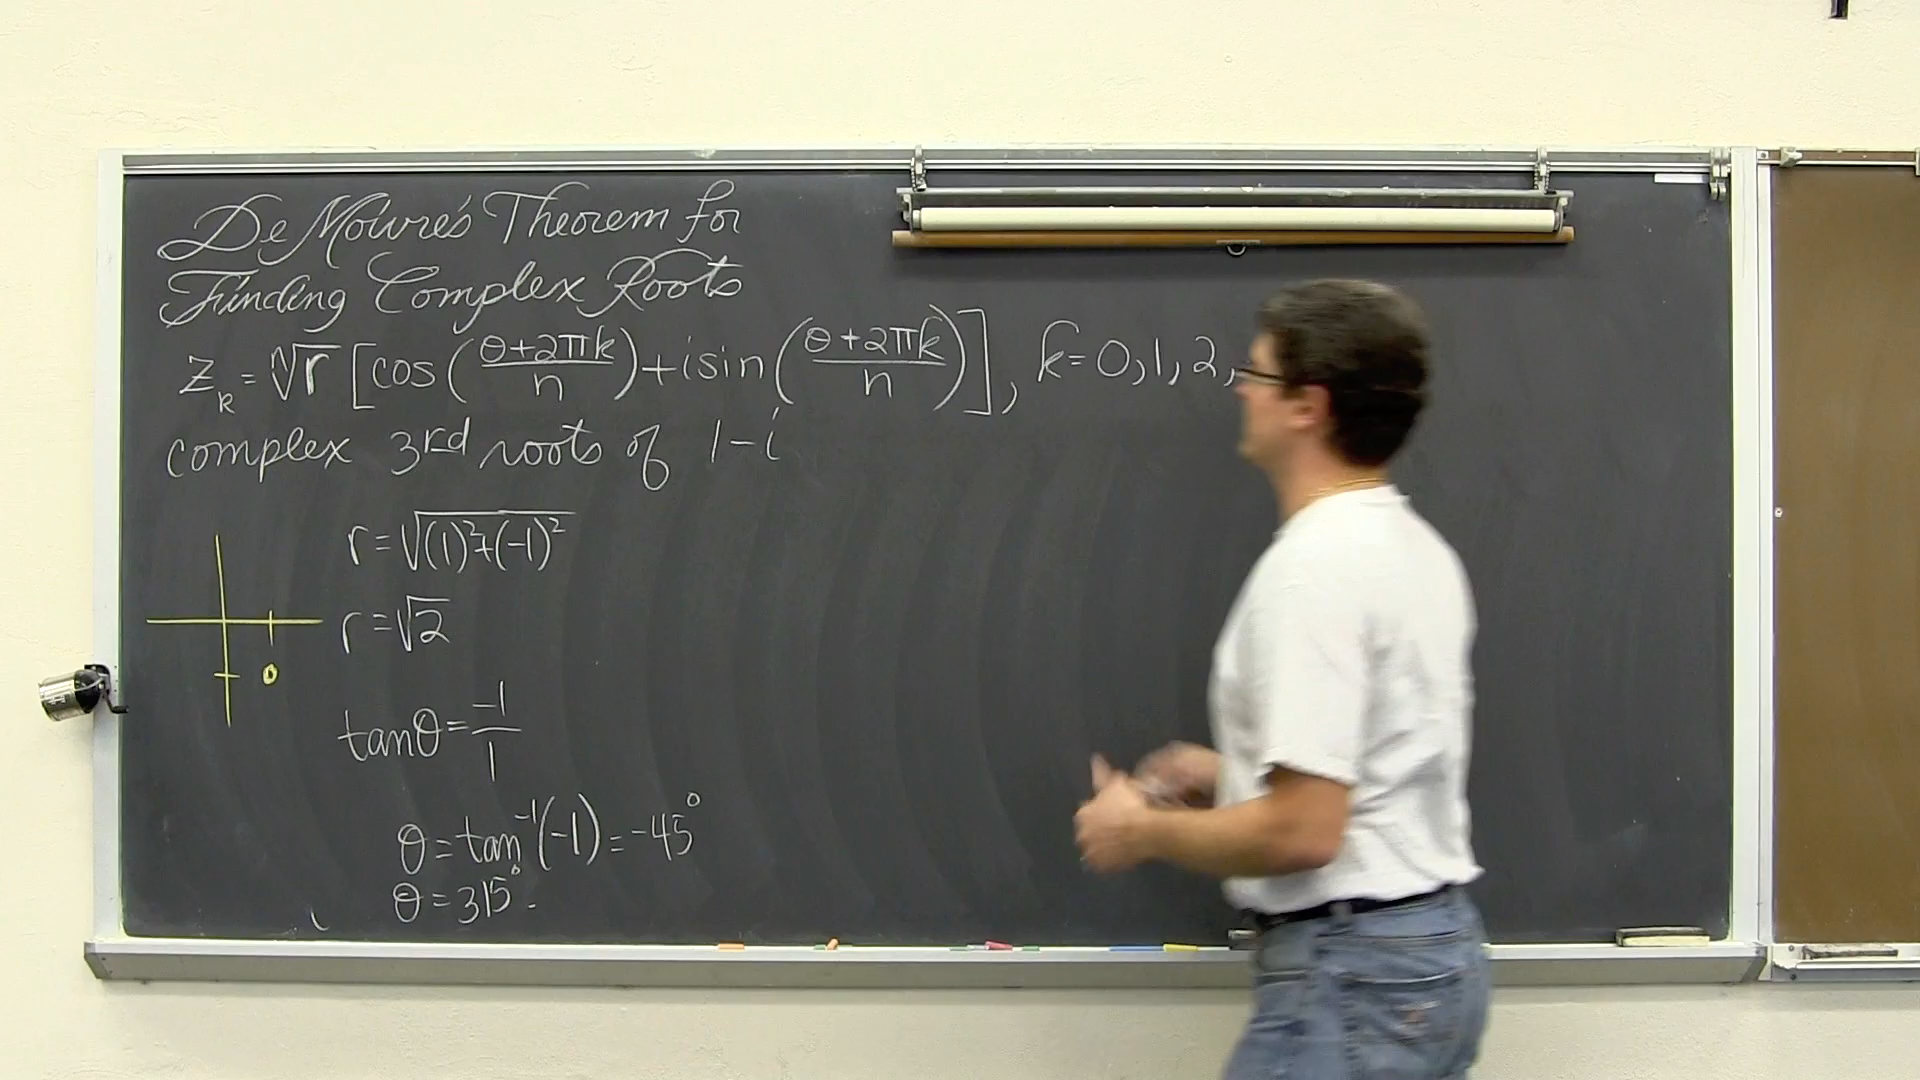 De Moivre's Theorem for
Finding Complex Roots
z_k = ⁿ√r [cos((θ+2πk)/n) + i sin((θ+2πk)/n)], k=0,1,2,
complex 3rd roots of 1-i
r=√((1)²+(-1)²)
r=√2
tanθ=-1/1
θ=tan⁻¹(-1)=-45°
θ=315°